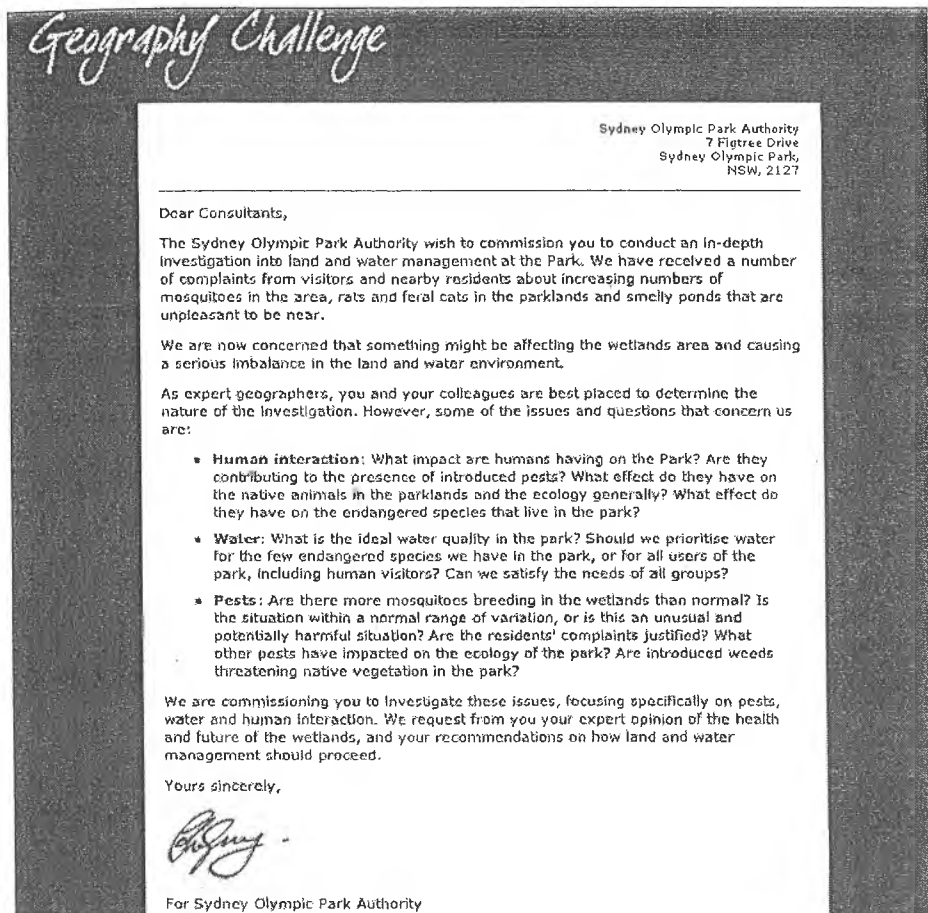 Geography Challenge
Sydney Olympic Park Authority
7 Figtree Drive
Sydney Olympic Park,
NSW, 2127
Dear Consultants,
The Sydney Olympic Park Authority wish to commission you to conduct an in-depth
investigation into land and water management at the Park. We have received a number
of complaints from visitors and nearby residents about increasing numbers of
mosquitoes in the area, rats and feral cats in the parklands and smelly ponds that are
unpleasant to be near.
We are now concerned that something might be affecting the wetlands area and causing
a serious imbalance in the land and water environment.
As expert geographers, you and your colleagues are best placed to determine the
nature of the investigation. However, some of the issues and questions that concern us
are:
• Human interaction: What impact are humans having on the Park? Are they
contributing to the presence of introduced pests? What effect do they have on
the native animals in the parklands and the ecology generally? What effect do
they have on the endangered species that live in the park?
• Water: What is the ideal water quality in the park? Should we prioritise water
for the few endangered species we have in the park, or for all users of the
park, including human visitors? Can we satisfy the needs of all groups?
• Pests: Are there more mosquitoes breeding in the wetlands than normal? Is
the situation within a normal range of variation, or is this an unusual and
potentially harmful situation? Are the residents' complaints justified? What
other pests have impacted on the ecology of the park? Are introduced weeds
threatening native vegetation in the park?
We are commissioning you to investigate these issues, focusing specifically on pests,
water and human interaction. We request from you your expert opinion of the health
and future of the wetlands, and your recommendations on how land and water
management should proceed.
Yours sincerely,
For Sydney Olympic Park Authority